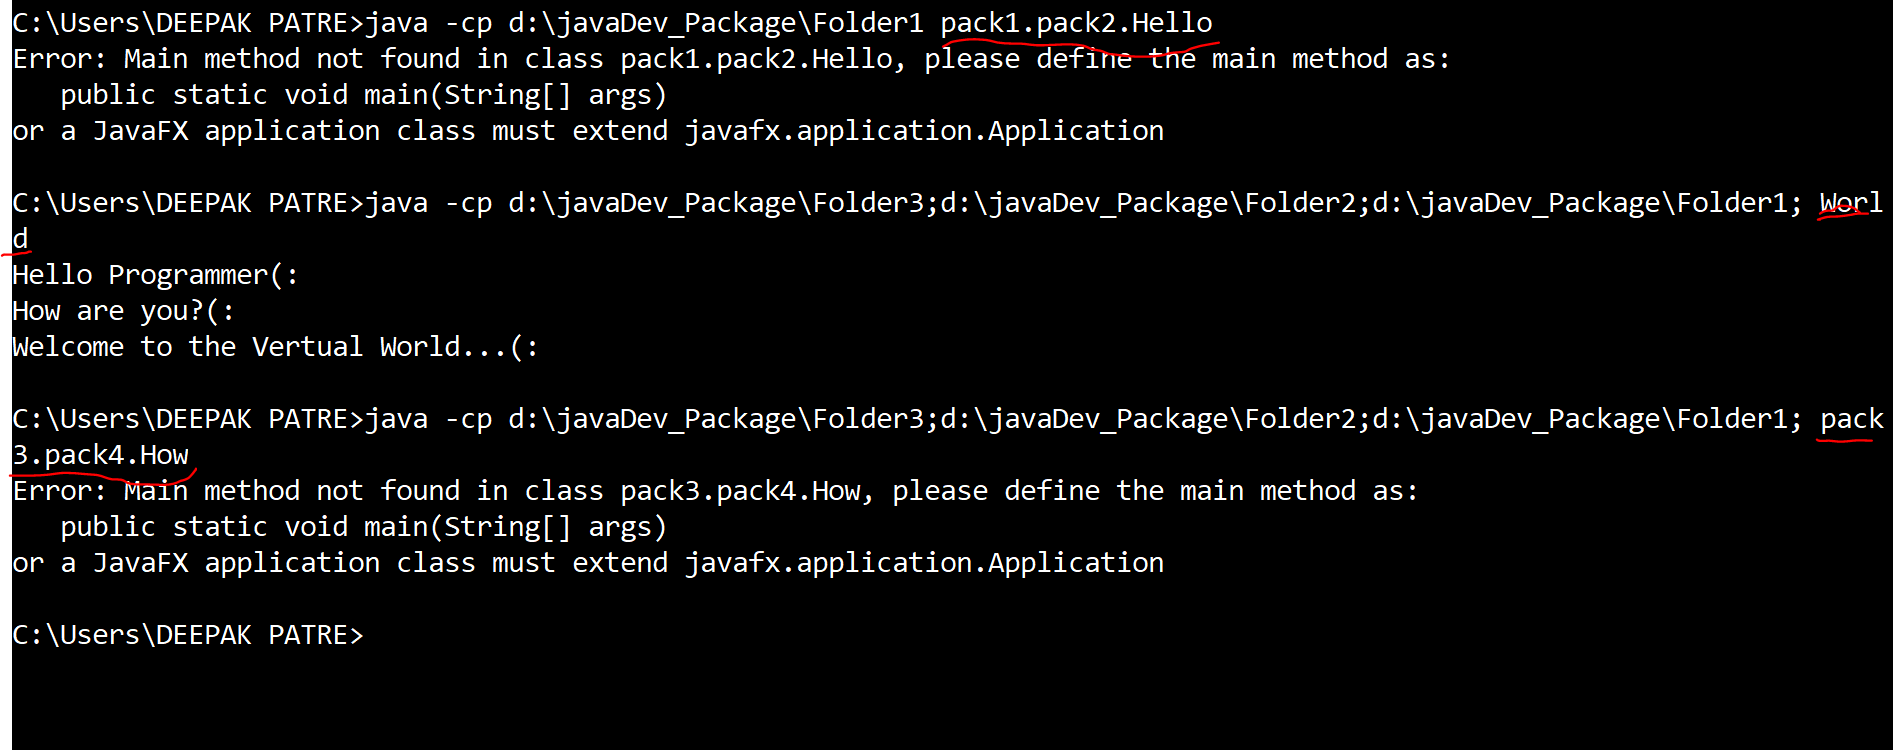 C:\Users\DEEPAK PATRE>java -cp d:\javaDev_Package\Folder1 pack1.pack2.Hello
Error: Main method not found in class pack1.pack2.Hello, please define the main method as:
   public static void main(String[] args)
or a JavaFX application class must extend javafx.application.Application
C:\Users\DEEPAK PATRE>java -cp d:\javaDev_Package\Folder3;d:\javaDev_Package\Folder2;d:\javaDev_Package\Folder1; Worl
d
Hello Programmer(:
How are you?(:
Welcome to the Vertual World...(:
C:\Users\DEEPAK PATRE>java -cp d:\javaDev_Package\Folder3;d:\javaDev_Package\Folder2;d:\javaDev_Package\Folder1; pack
3.pack4.How
Error: Main method not found in class pack3.pack4.How, please define the main method as:
   public static void main(String[] args)
or a JavaFX application class must extend javafx.application.Application
C:\Users\DEEPAK PATRE>